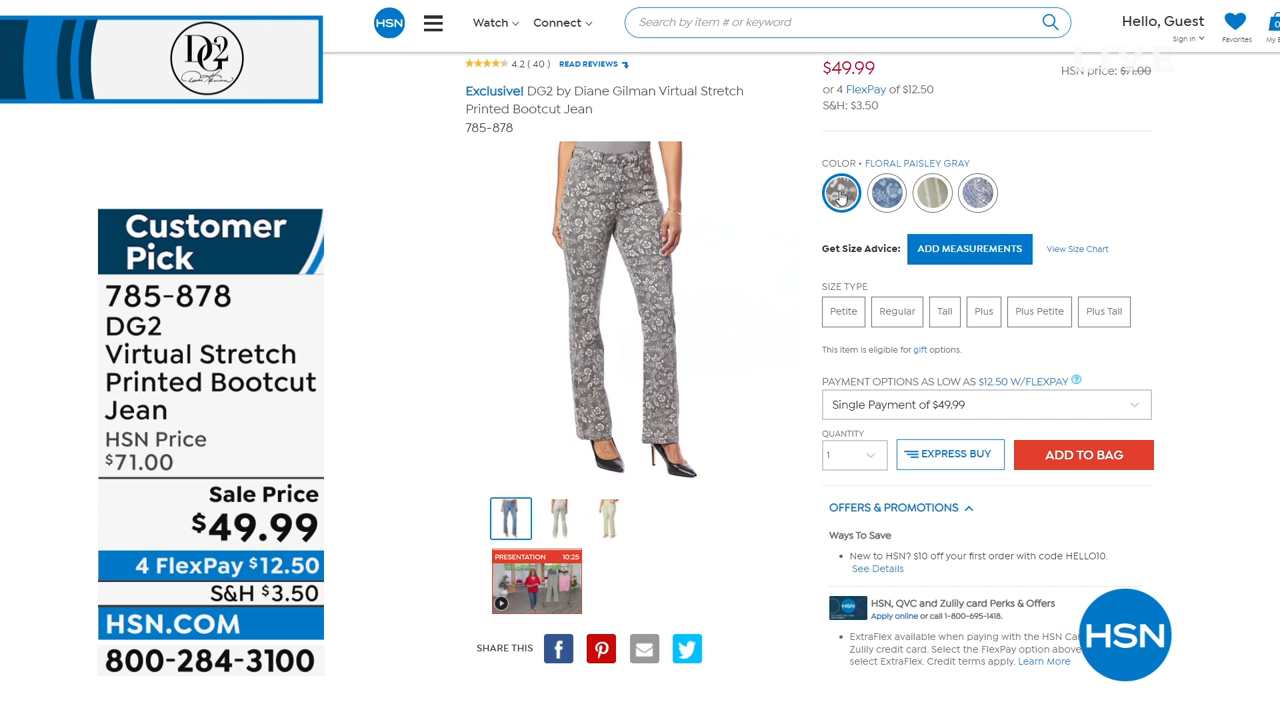 DG2
HSN
Watch
Connect
Search by item # or keyword
Hello, Guest
Sign In
Favorites
0
LIVE
4.2 ( 40 )
READ REVIEWS
Exclusive! DG2 by Diane Gilman Virtual Stretch
Printed Bootcut Jean
785-878
$49.99
HSN price: $71.00
or 4 FlexPay of $12.50
S&H: $3.50
COLOR • FLORAL PAISLEY GRAY
Get Size Advice:
ADD MEASUREMENTS
View Size Chart
SIZE TYPE
Petite
Regular
Tall
Plus
Plus Petite
Plus Tall
This item is eligible for gift options.
PAYMENT OPTIONS AS LOW AS $12.50 W/FLEXPAY ?
Single Payment of $49.99
QUANTITY
1
EXPRESS BUY
ADD TO BAG
OFFERS & PROMOTIONS
Ways To Save
• New to HSN? $10 off your first order with code HELLO10.
See Details
HSN, QVC and Zulily card Perks & Offers
Apply online or call 1-800-695-1418.
• ExtraFlex available when paying with the HSN
Zulily credit card. Select the FlexPay option above
select ExtraFlex. Credit terms apply. Learn More
HSN
PRESENTATION 10:25
SHARE THIS
Customer
Pick
785-878
DG2
Virtual Stretch
Printed Bootcut
Jean
HSN Price
$71.00
Sale Price
$49.99
4 FlexPay $12.50
S&H $3.50
HSN.COM
800-284-3100